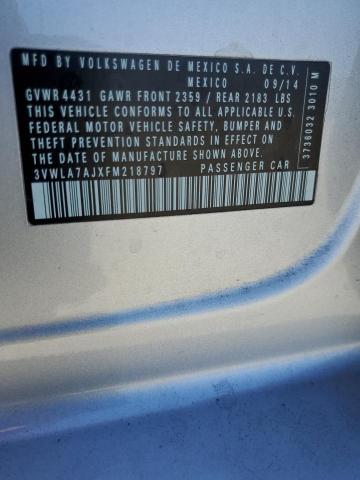 MFD BY VOLKSWAGEN DE MEXICO S.A. DE C.V.
MEXICO 09/14
GVWR4431 GAWR FRONT 2359 / REAR 2183 LBS
THIS VEHICLE CONFORMS TO ALL APPLICABLE U.S.
FEDERAL MOTOR VEHICLE SAFETY, BUMPER AND
THEFT PREVENTION STANDARDS IN EFFECT ON
THE DATE OF MANUFACTURE SHOWN ABOVE.
3VWLA7AJXFM218797 PASSENGER CAR
3736032 3010 M